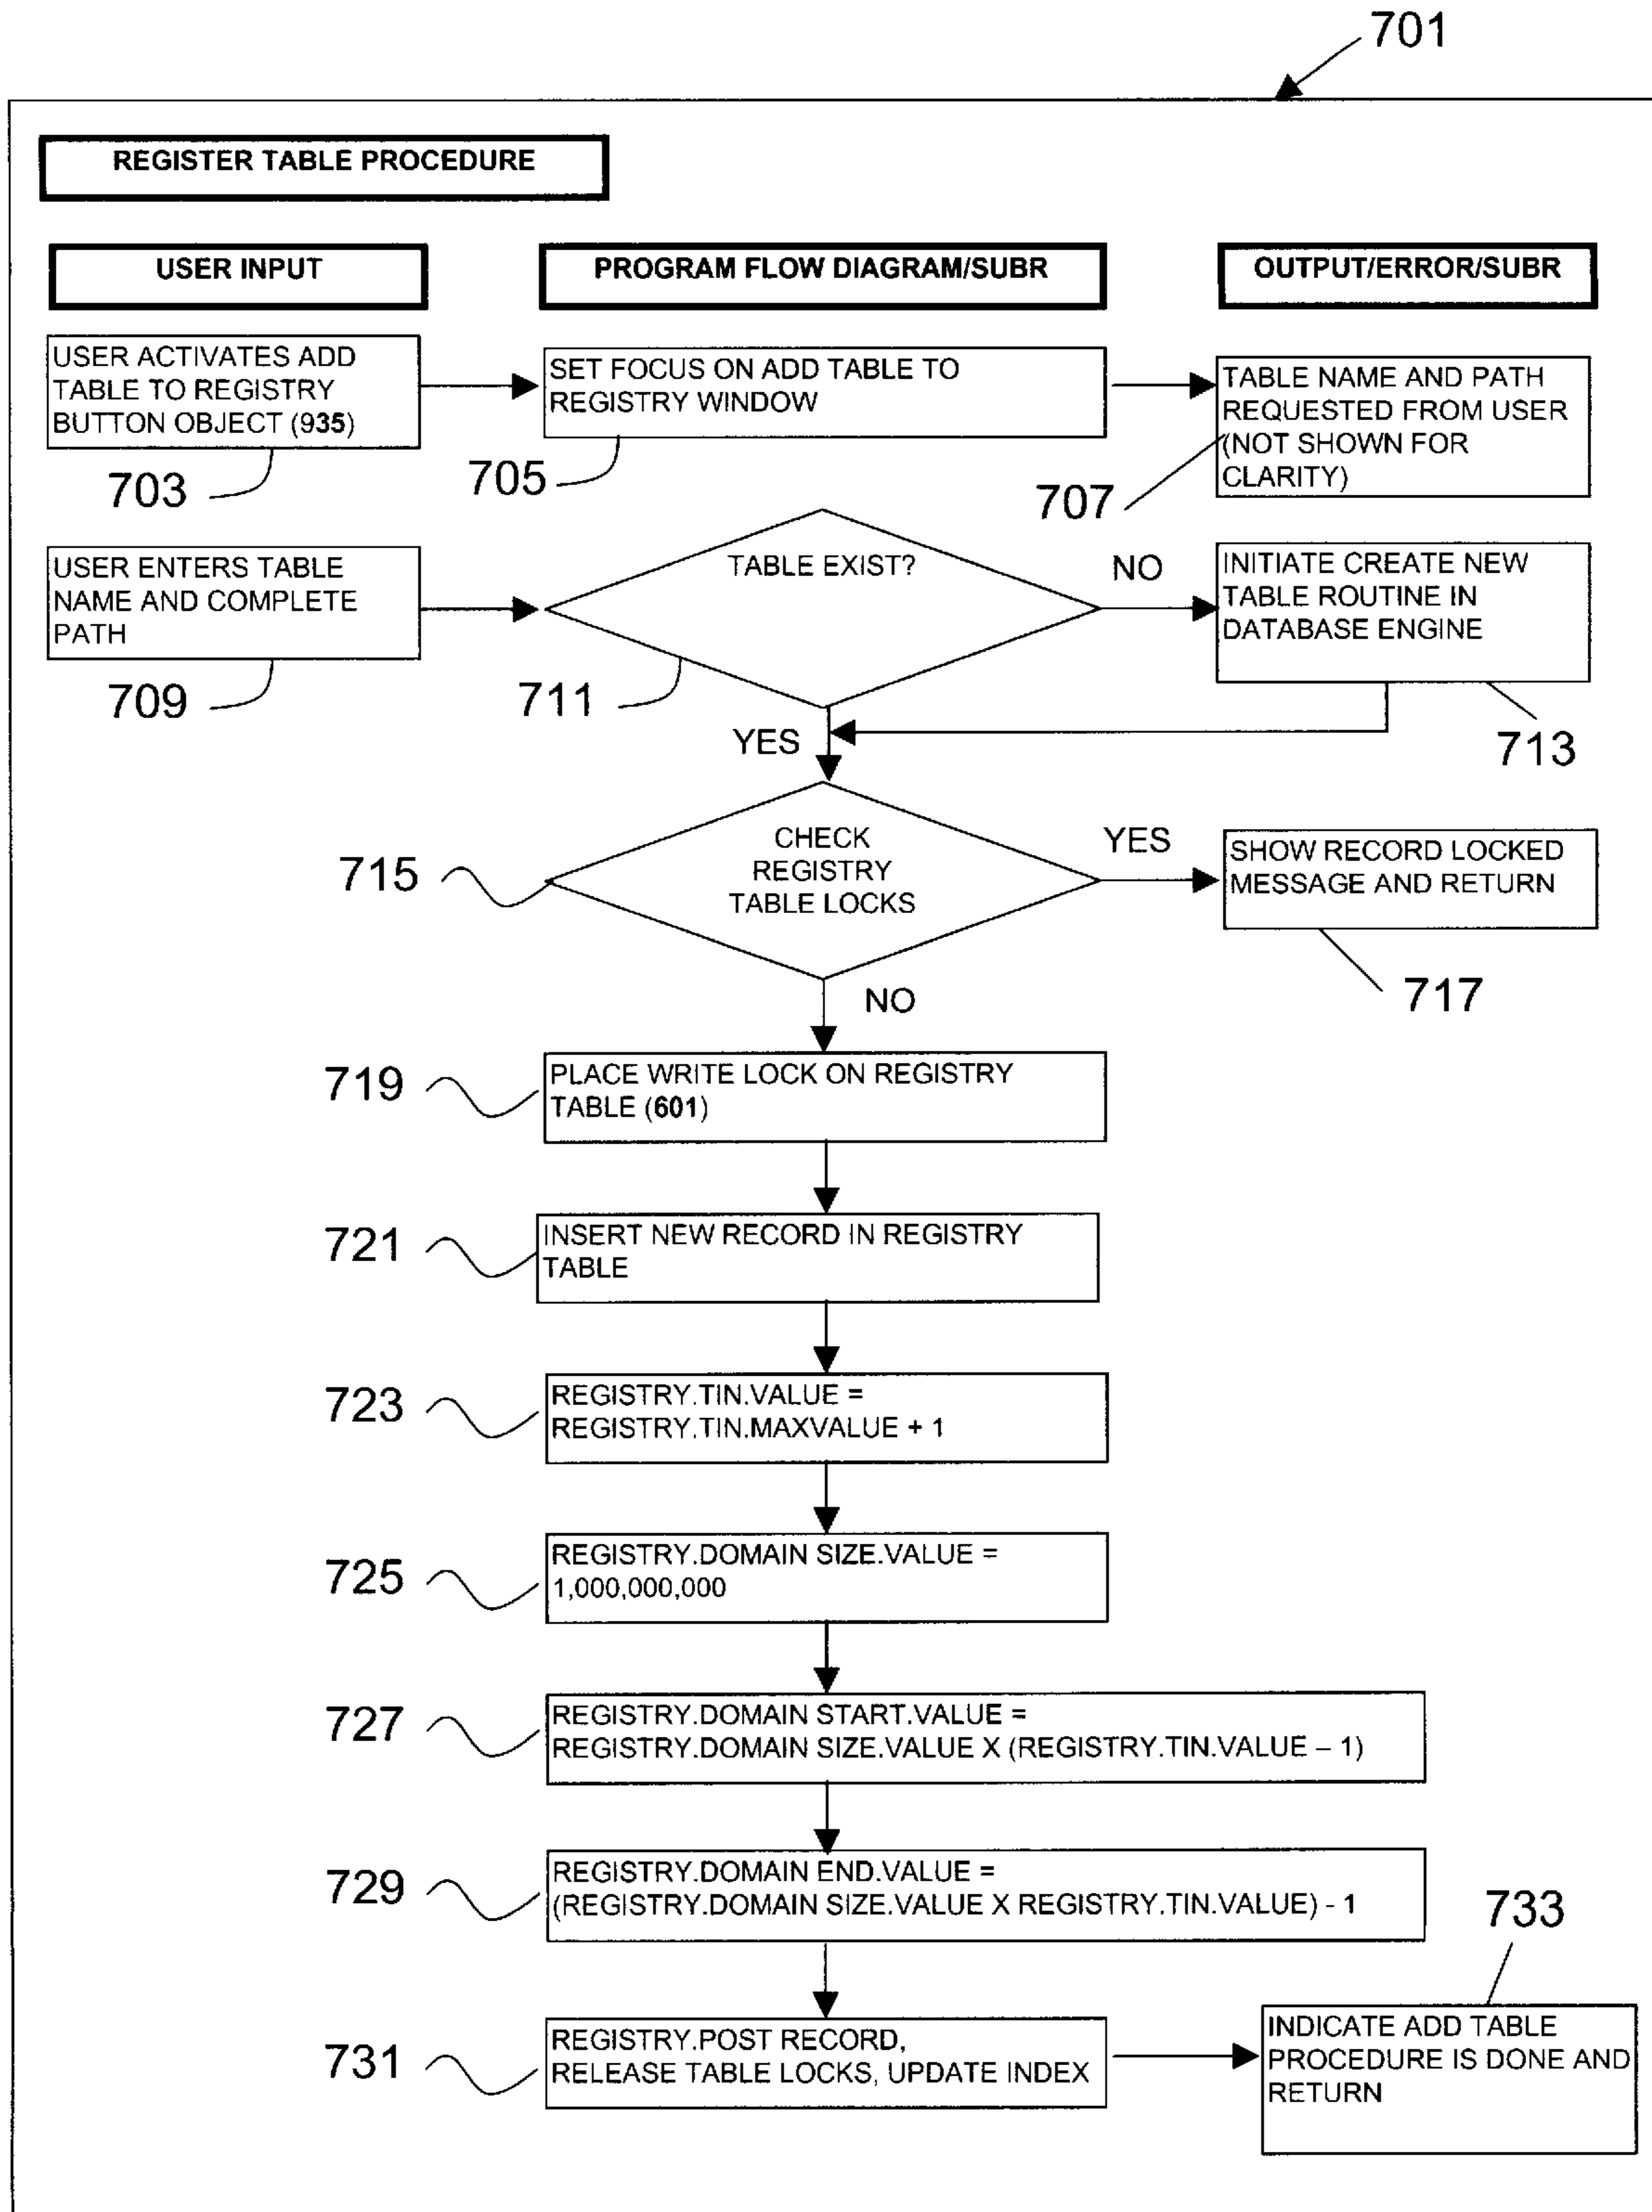 701
REGISTER TABLE PROCEDURE
USER INPUT
PROGRAM FLOW DIAGRAM/SUBR
OUTPUT/ERROR/SUBR
USER ACTIVATES ADD
TABLE TO REGISTRY
BUTTON OBJECT (935)
703
SET FOCUS ON ADD TABLE TO
REGISTRY WINDOW
705
TABLE NAME AND PATH
REQUESTED FROM USER
(NOT SHOWN FOR
CLARITY)
707
USER ENTERS TABLE
NAME AND COMPLETE
PATH
709
TABLE EXIST?
711
NO
INITIATE CREATE NEW
TABLE ROUTINE IN
DATABASE ENGINE
713
YES
715
CHECK
REGISTRY
TABLE LOCKS
YES
SHOW RECORD LOCKED
MESSAGE AND RETURN
717
NO
719
PLACE WRITE LOCK ON REGISTRY
TABLE (601)
721
INSERT NEW RECORD IN REGISTRY
TABLE
723
REGISTRY.TIN.VALUE =
REGISTRY.TIN.MAXVALUE + 1
725
REGISTRY.DOMAIN SIZE.VALUE =
1,000,000,000
727
REGISTRY.DOMAIN START.VALUE =
REGISTRY.DOMAIN SIZE.VALUE X (REGISTRY.TIN.VALUE – 1)
729
REGISTRY.DOMAIN END.VALUE =
(REGISTRY.DOMAIN SIZE.VALUE X REGISTRY.TIN.VALUE) - 1
731
REGISTRY.POST RECORD,
RELEASE TABLE LOCKS, UPDATE INDEX
733
INDICATE ADD TABLE
PROCEDURE IS DONE AND
RETURN